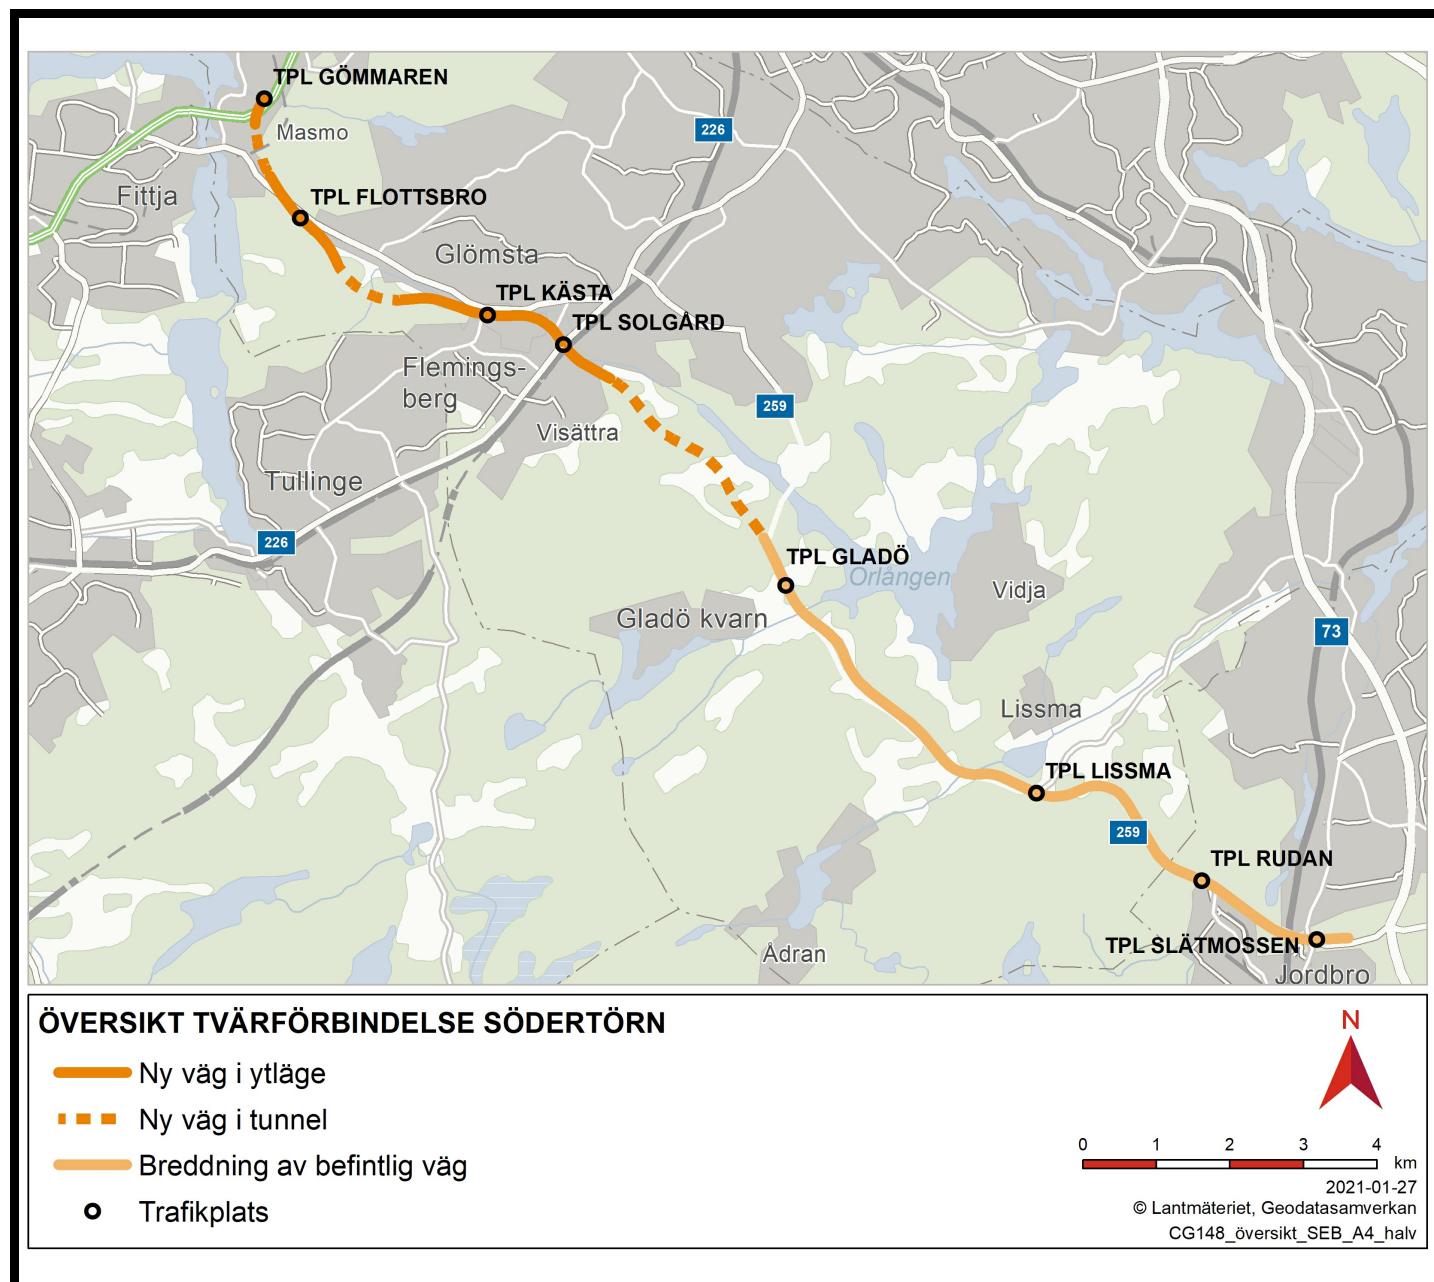 TPL GÖMMAREN
Masmo
226
Fittja
TPL FLOTTSBRO
Glömsta
TPL KÄSTA
TPL SOLGÅRD
Flemings-
berg
259
Visättra
Tullinge
226
TPL GLADÖ
Orlången
Vidja
Gladö kvarn
73
Lissma
TPL LISSMA
259
TPL RUDAN
TPL SLÄTMOSSEN
Ådran
Jordbro
ÖVERSIKT TVÄRFÖRBINDELSE SÖDERTÖRN
Ny väg i ytläge
Ny väg i tunnel
Breddning av befintlig väg
Trafikplats
N
0 1 2 3 4
km
2021-01-27
© Lantmäteriet, Geodatasamverkan
CG148_översikt_SEB_A4_halv